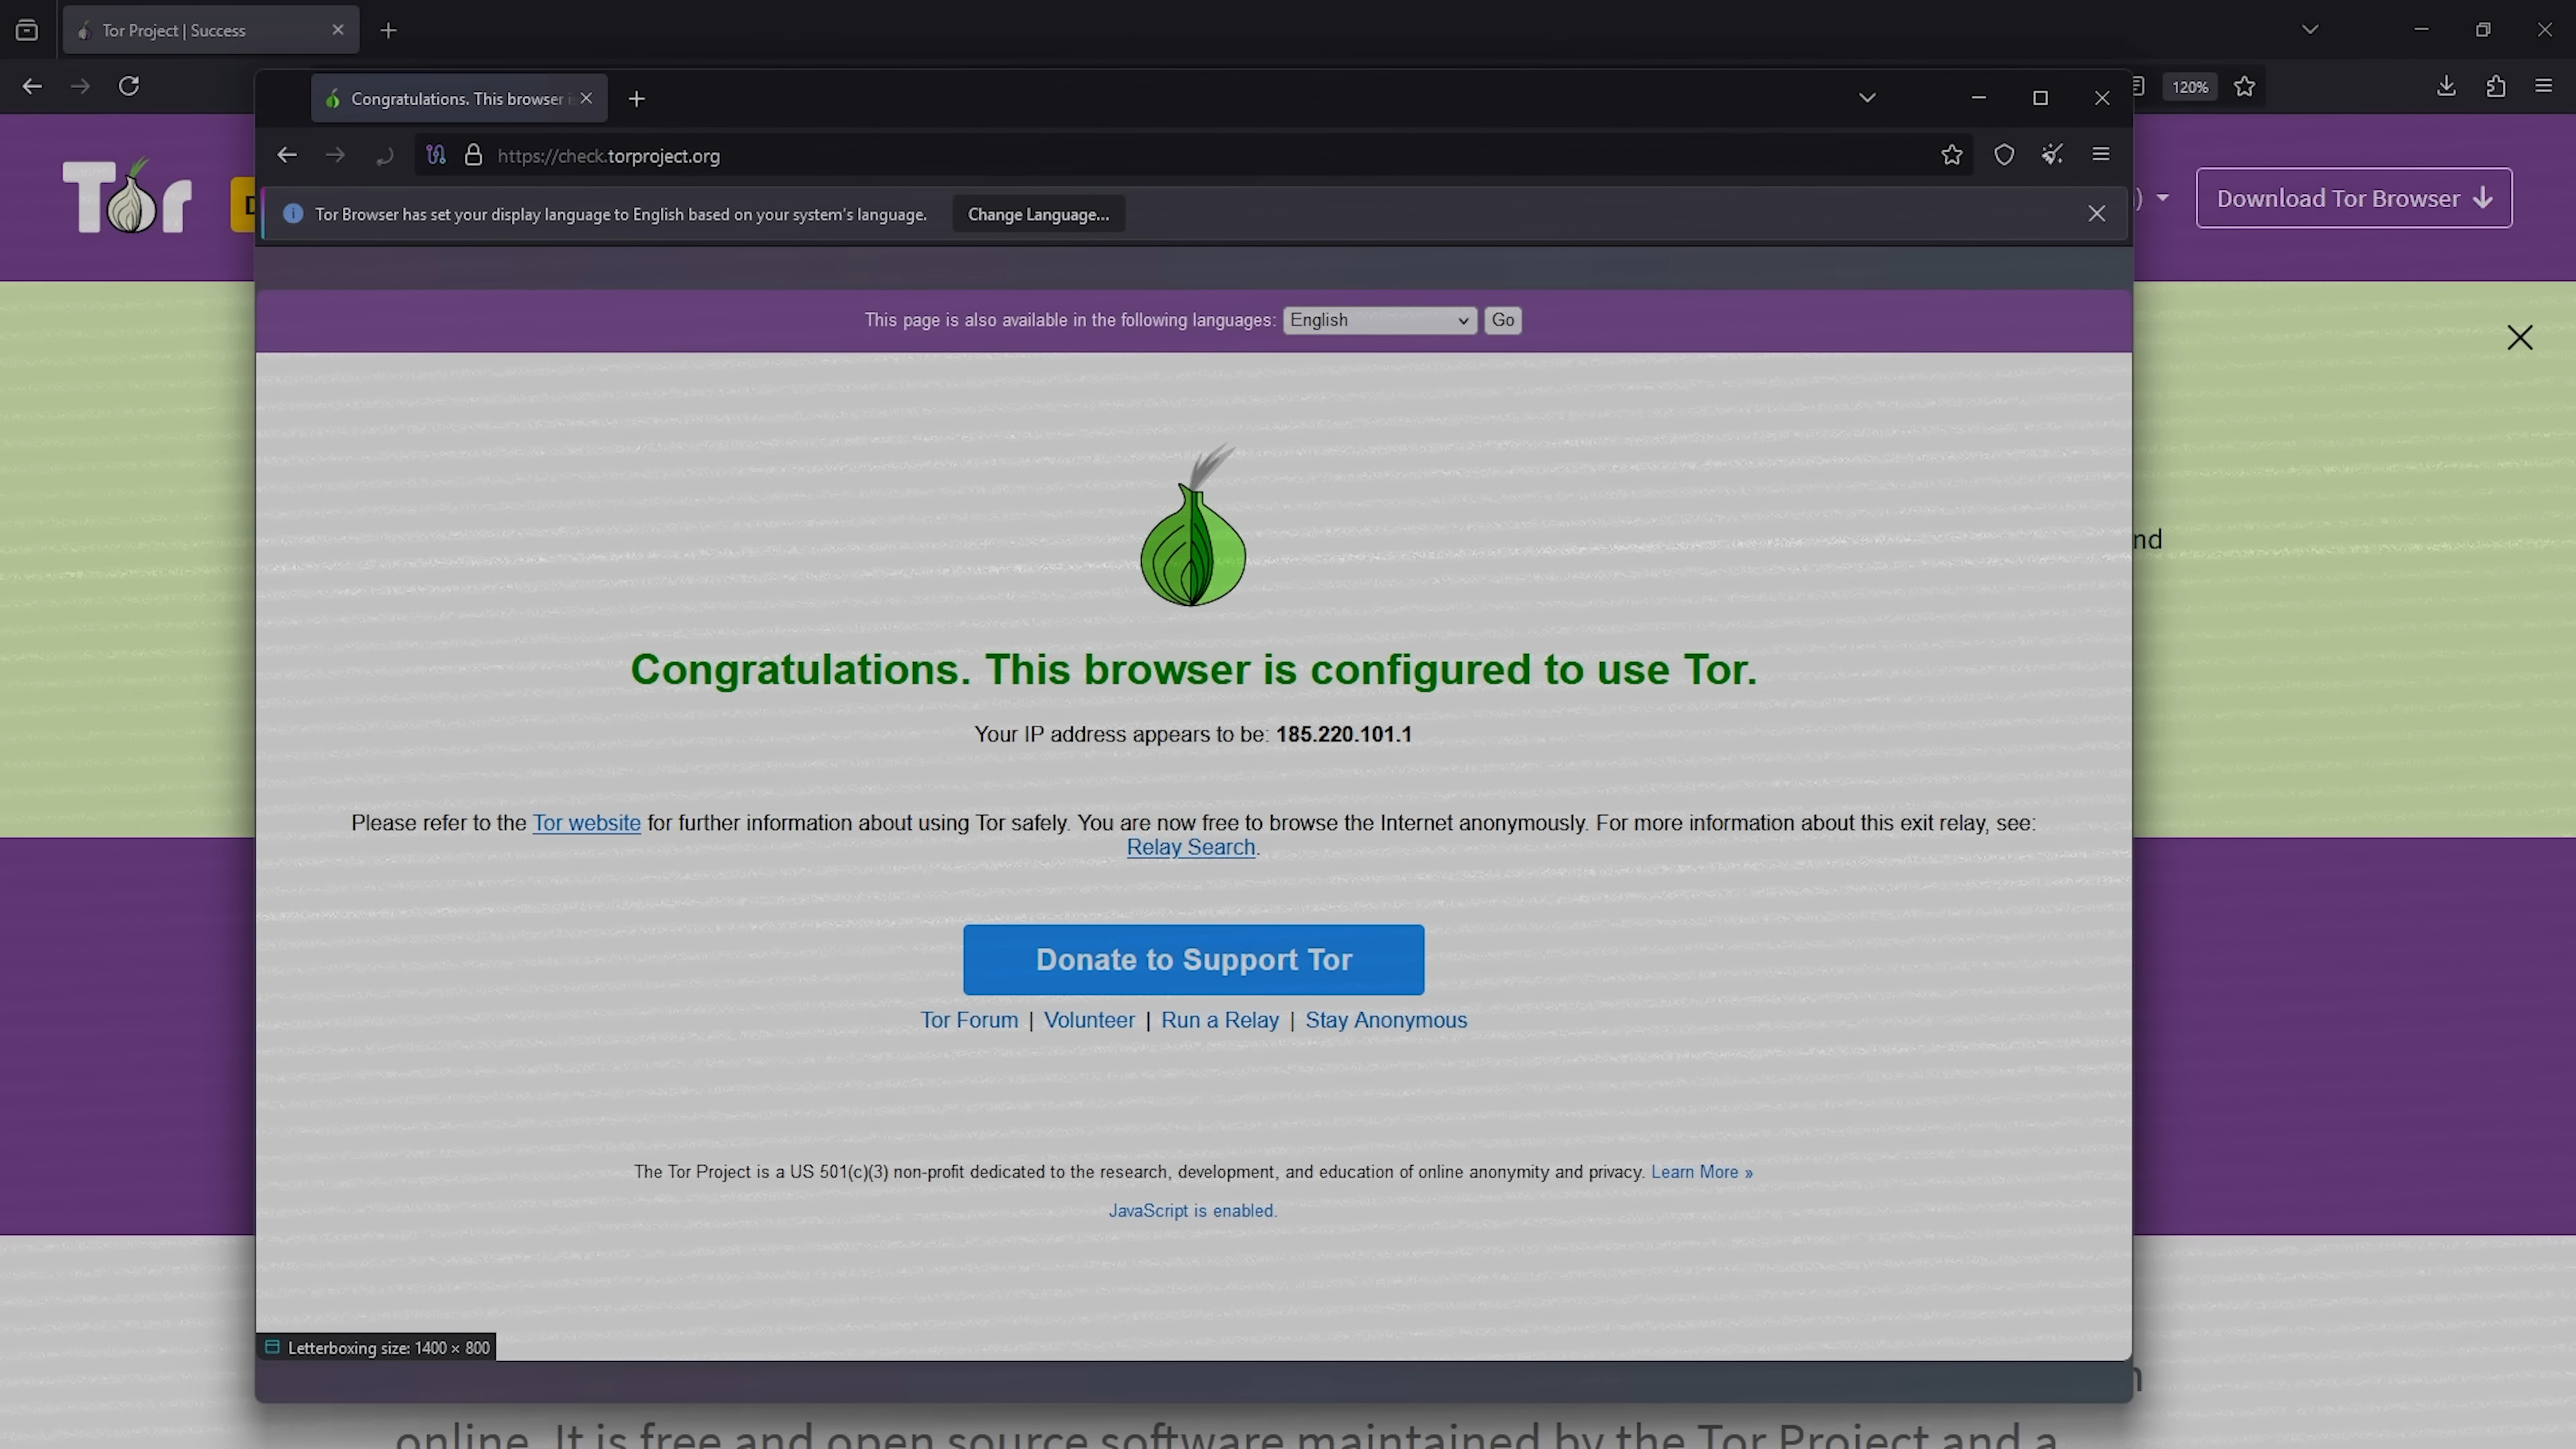 Tor Project | Success
120%
Congratulations. This browser
https://check.torproject.org
Tor Browser has set your display language to English based on your system's language.
Change Language...
Tor
Download Tor Browser
This page is also available in the following languages: English Go
nd
Congratulations. This browser is configured to use Tor.
Your IP address appears to be: 185.220.101.1
Please refer to the Tor website for further information about using Tor safely. You are now free to browse the Internet anonymously. For more information about this exit relay, see:
Relay Search.
Donate to Support Tor
Tor Forum | Volunteer | Run a Relay | Stay Anonymous
The Tor Project is a US 501(c)(3) non-profit dedicated to the research, development, and education of online anonymity and privacy. Learn More »
JavaScript is enabled.
Letterboxing size: 1400 × 800
online. It is free and open source software maintained by the Tor Project and a